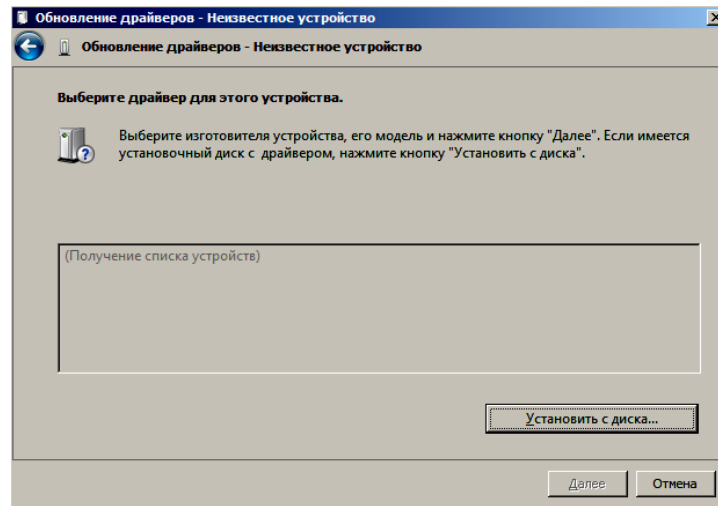 Обновление драйверов - Неизвестное устройство
Обновление драйверов - Неизвестное устройство
Выберите драйвер для этого устройства.
Выберите изготовителя устройства, его модель и нажмите кнопку "Далее". Если имеется
установочный диск с драйвером, нажмите кнопку "Установить с диска".
(Получение списка устройств)
Установить с диска...
Далее
Отмена